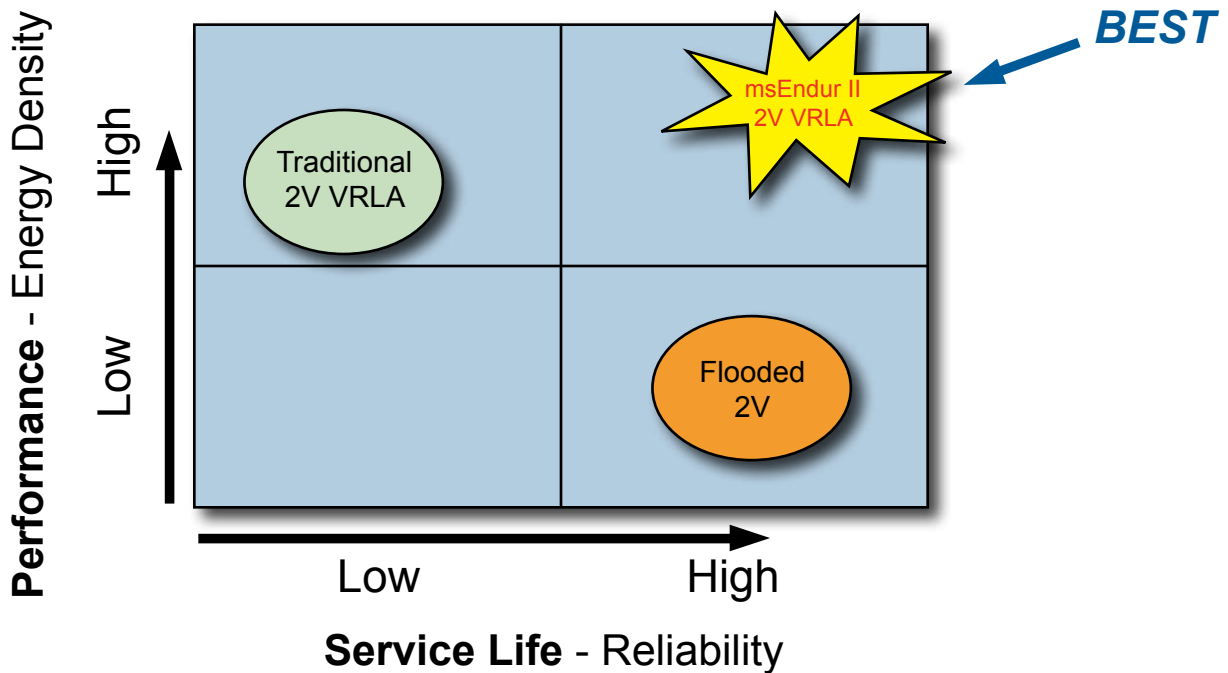 BEST
msEndur II
2V VRLA
Traditional
2V VRLA
Flooded
2V
Performance - Energy Density
High
Low
Low
High
Service Life - Reliability